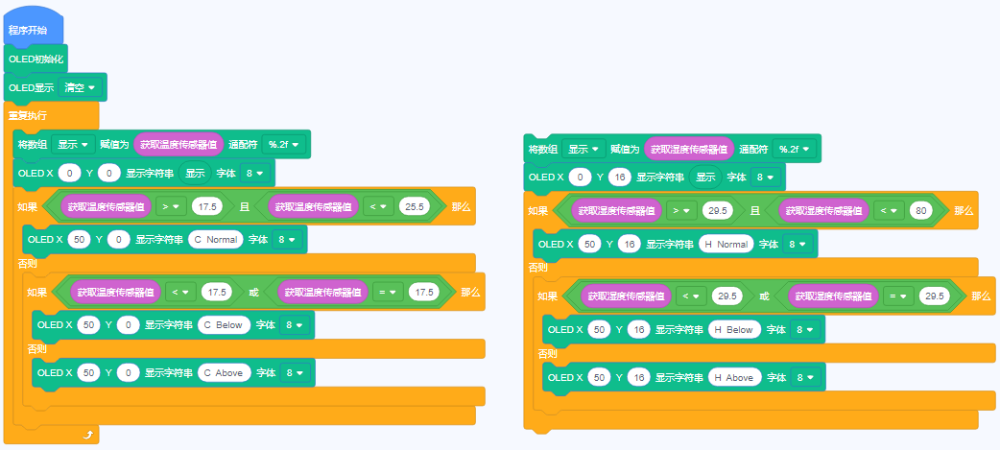 程序开始
OLED初始化
OLED显示 清空
重复执行
将数组 显示 赋值为 获取温度传感器值 通配符 %.2f
OLED X 0 Y 0 显示字符串 显示 字体 8
如果 获取温度传感器值 > 17.5 且 获取温度传感器值 < 25.5 那么
OLED X 50 Y 0 显示字符串 C Normal 字体 8
否则
如果 获取温度传感器值 < 17.5 或 获取温度传感器值 = 17.5 那么
OLED X 50 Y 0 显示字符串 C Below 字体 8
否则
OLED X 50 Y 0 显示字符串 C Above 字体 8
将数组 显示 赋值为 获取湿度传感器值 通配符 %.2f
OLED X 0 Y 16 显示字符串 显示 字体 8
如果 获取湿度传感器值 > 29.5 且 获取湿度传感器值 < 80 那么
OLED X 50 Y 16 显示字符串 H Normal 字体 8
否则
如果 获取湿度传感器值 < 29.5 或 获取湿度传感器值 = 29.5 那么
OLED X 50 Y 16 显示字符串 H Below 字体 8
否则
OLED X 50 Y 16 显示字符串 H Above 字体 8